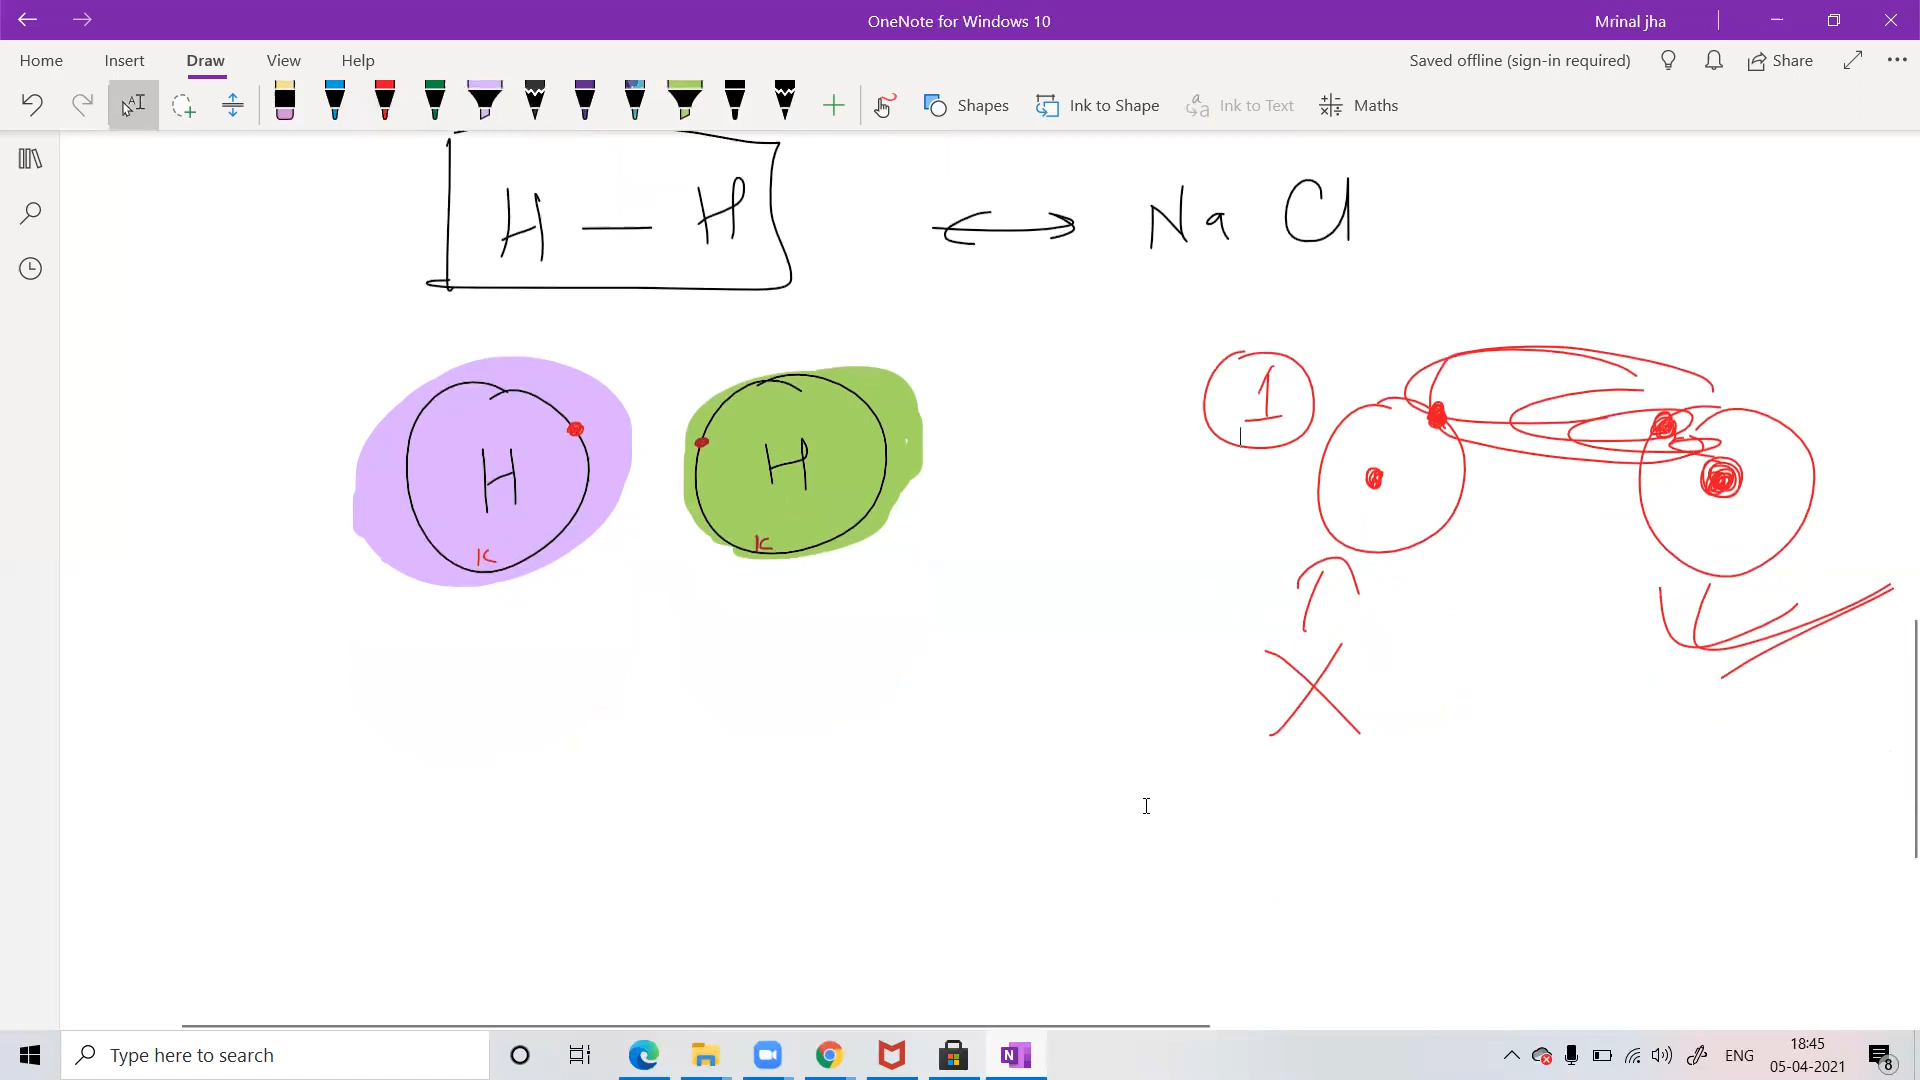 OneNote for Windows 10
Mrinal jha
Home Insert Draw View Help
Saved offline (sign-in required) Share
Shapes Ink to Shape Ink to Text Maths
H — H ↔ Na Cl
1
H H
K K
X
Type here to search
ENG
18:45
05-04-2021
8